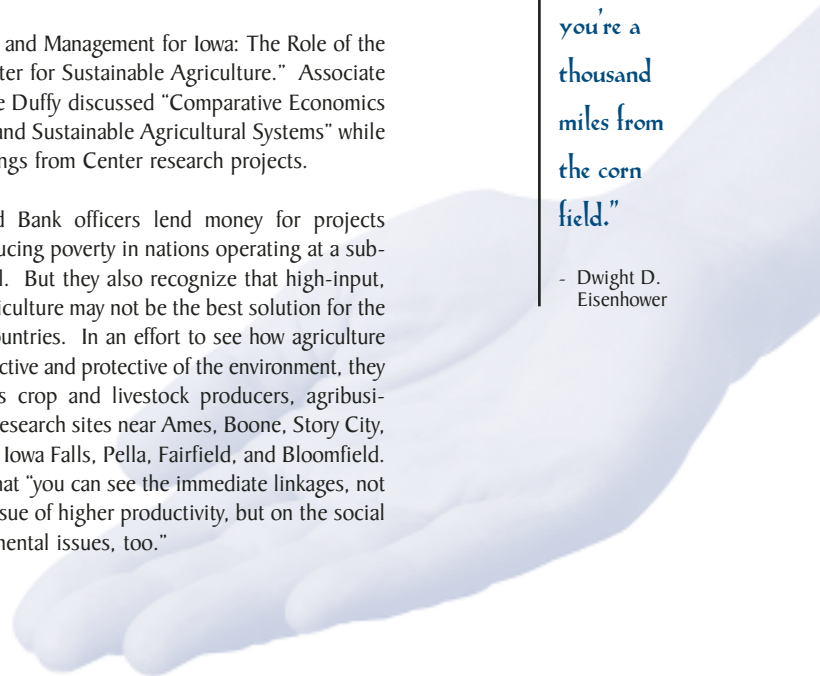 and Management for Iowa: The Role of the
ter for Sustainable Agriculture." Associate
e Duffy discussed "Comparative Economics
and Sustainable Agricultural Systems" while
ngs from Center research projects.
d Bank officers lend money for projects
ucing poverty in nations operating at a sub-
l. But they also recognize that high-input,
iculture may not be the best solution for the
ountries. In an effort to see how agriculture
ctive and protective of the environment, they
s crop and livestock producers, agribusi-
esearch sites near Ames, Boone, Story City,
Iowa Falls, Pella, Fairfield, and Bloomfield.
hat "you can see the immediate linkages, not
sue of higher productivity, but on the social
mental issues, too."
you're a
thousand
miles from
the corn
field."
- Dwight D.
Eisenhower